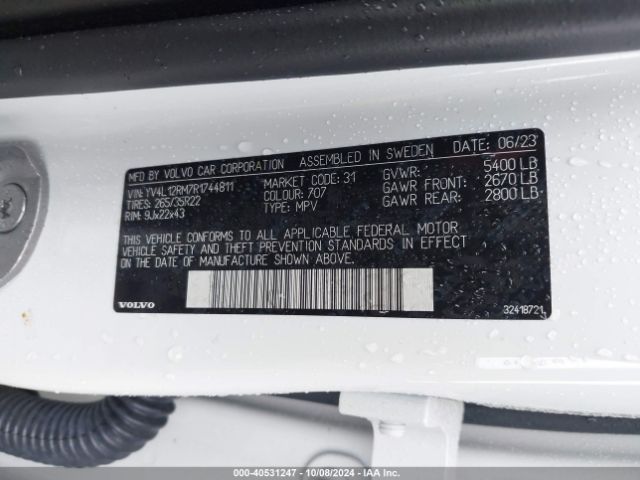 MFD BY VOLVO CAR CORPORATION ASSEMBLED IN SWEDEN DATE: 06/23
VIN: YV4L12RM7R1744811 MARKET CODE: 31 GVWR: 5400 LB
TIRES: 265/35R22 COLOUR: 707 GAWR FRONT: 2670 LB
RIM: 9Jx22x43 TYPE: MPV GAWR REAR: 2800 LB
THIS VEHICLE CONFORMS TO ALL APPLICABLE FEDERAL MOTOR
VEHICLE SAFETY AND THEFT PREVENTION STANDARDS IN EFFECT
ON THE DATE OF MANUFACTURE SHOWN ABOVE.
VOLVO 32418721
000-40531247 - 10/08/2024 - IAA Inc.